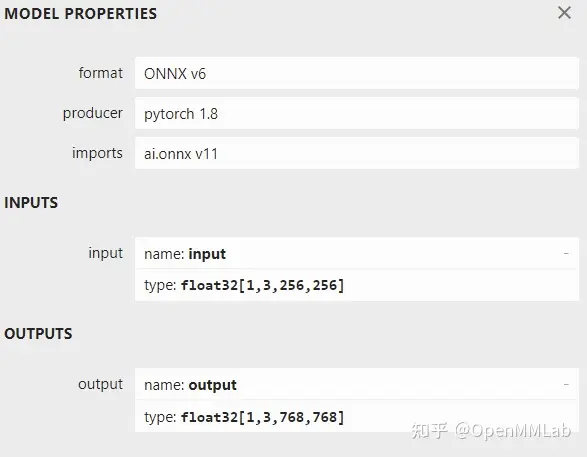 MODEL PROPERTIES
format ONNX v6
producer pytorch 1.8
imports ai.onnx v11
INPUTS
input name: input -
type: float32[1,3,256,256]
OUTPUTS
output name: output -
type: float32[1,3,768,768]
知乎 @OpenMMLab